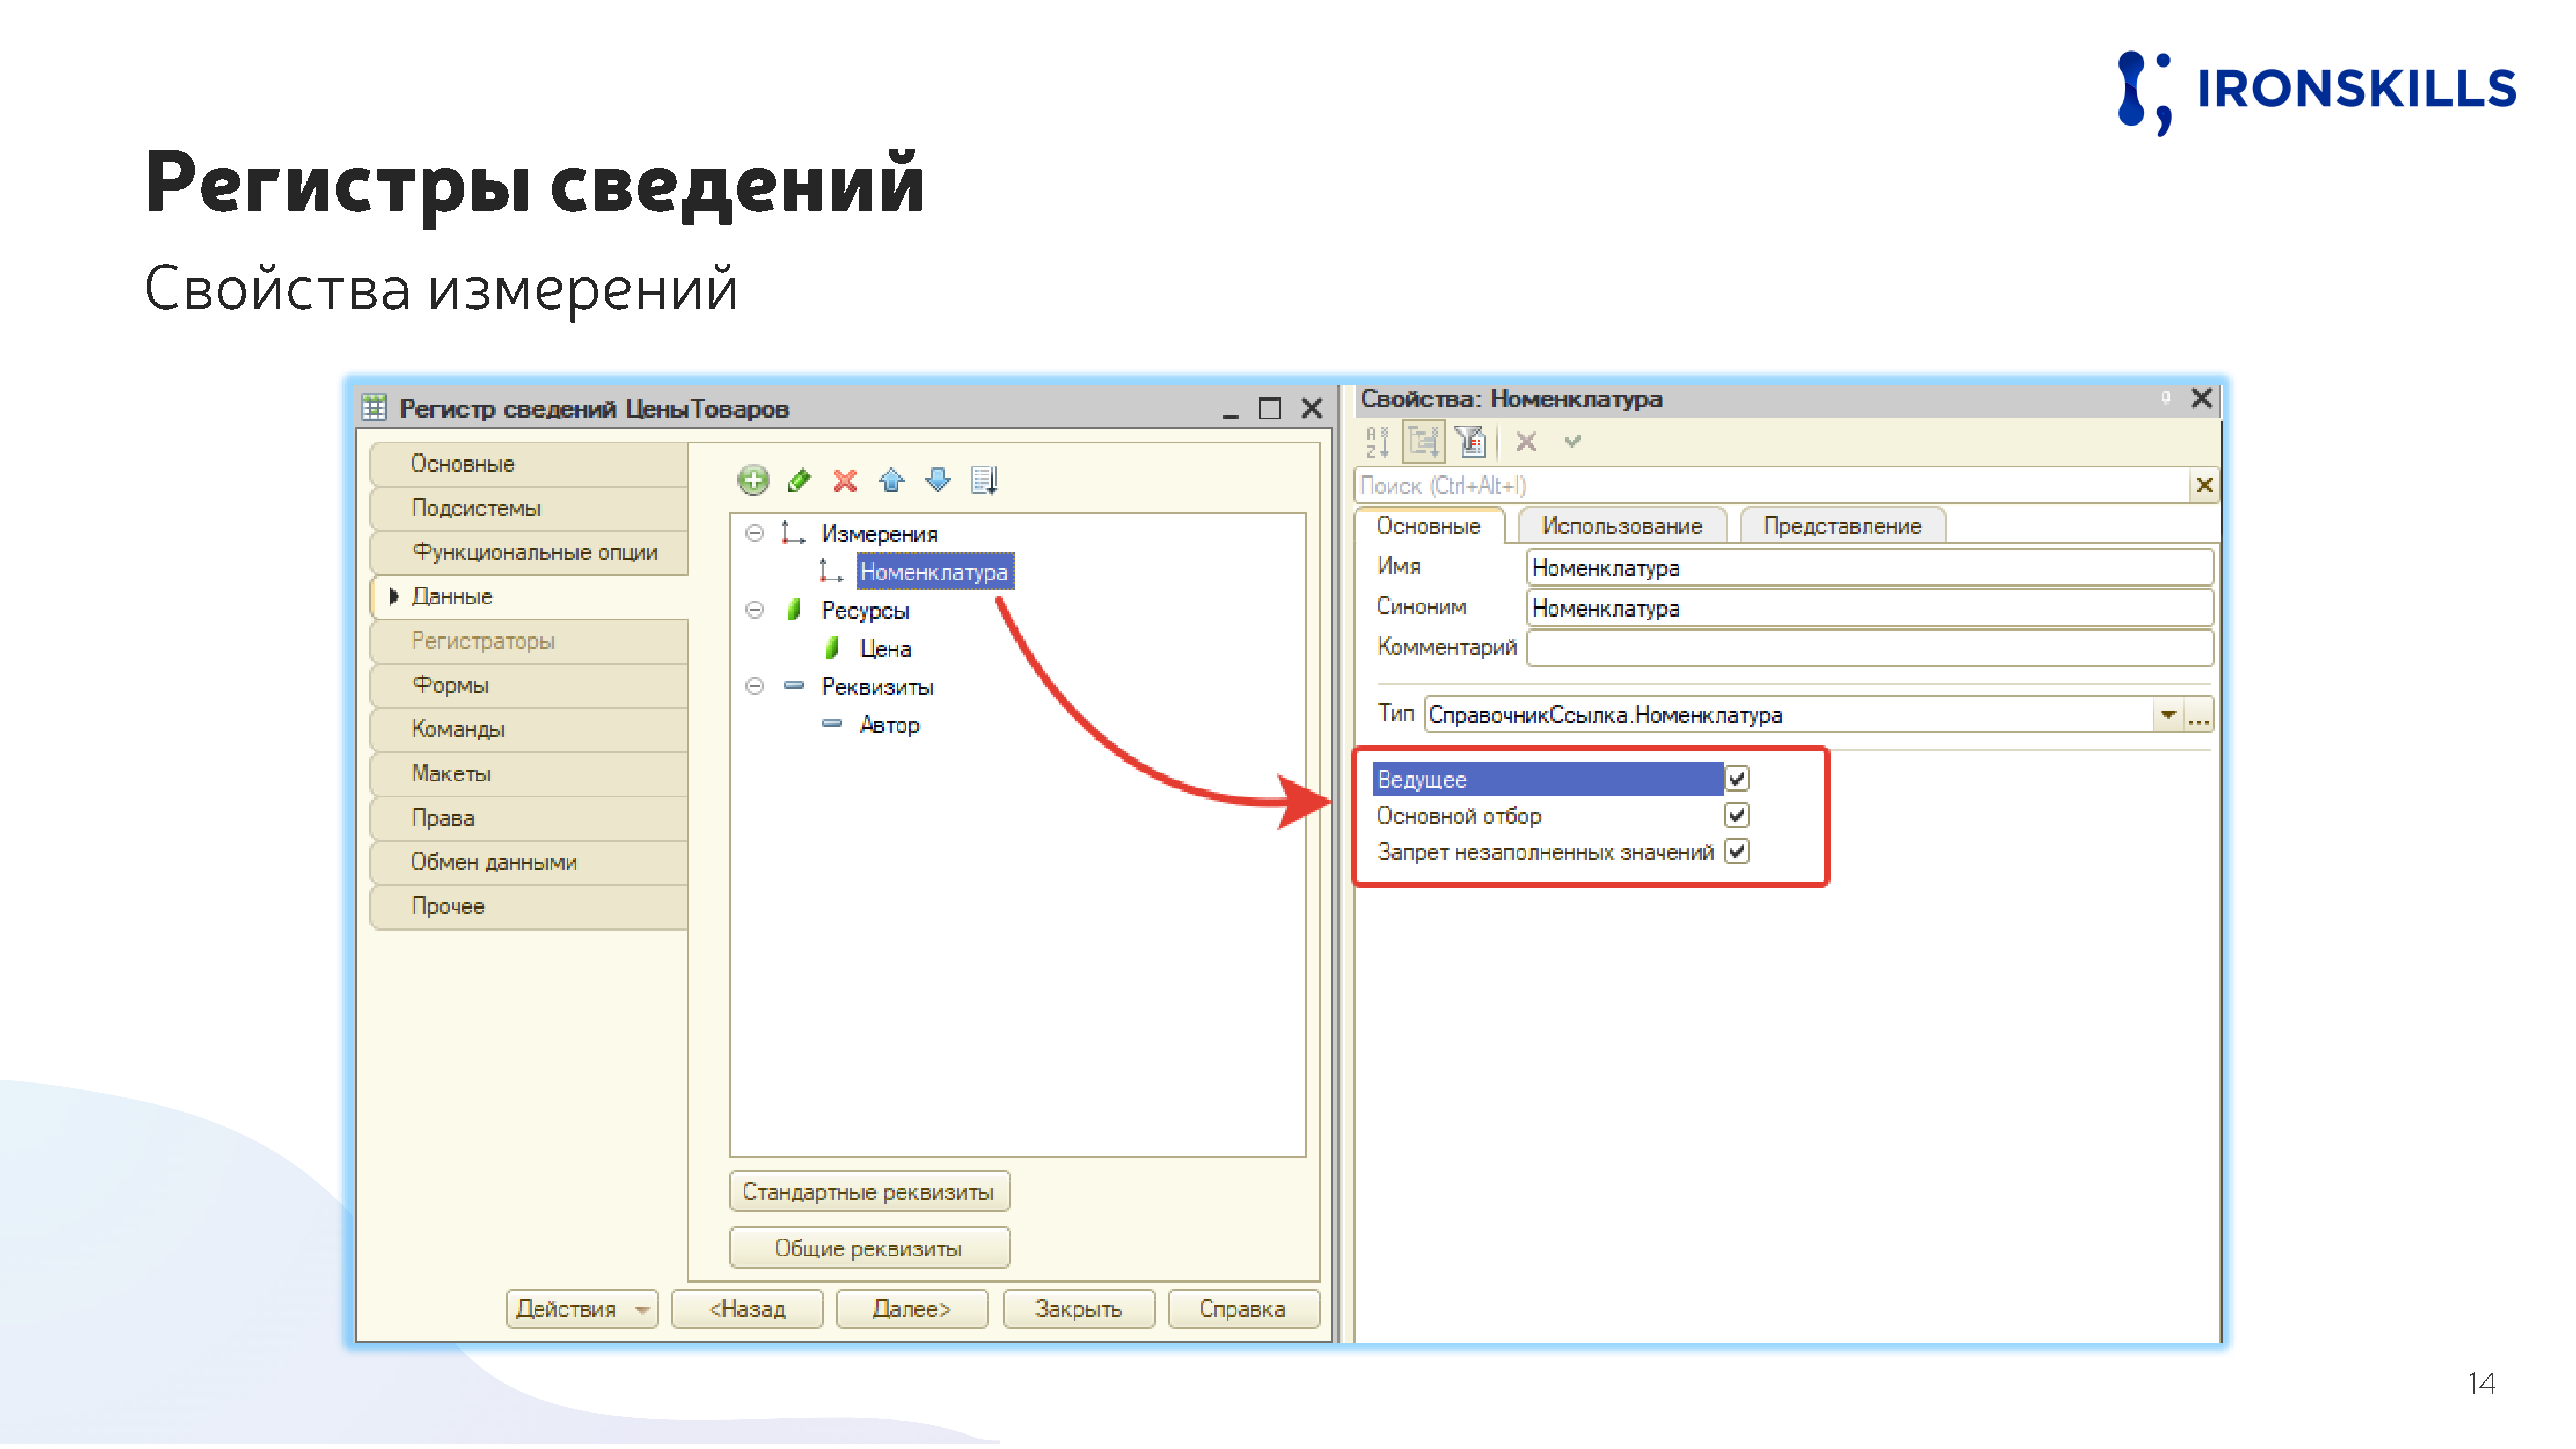 IRONSKILLS
Регистры сведений
Свойства измерений
Регистр сведений ЦеныТоваров
Основные
Подсистемы
Функциональные опции
Данные
Регистраторы
Формы
Команды
Макеты
Права
Обмен данными
Прочее
Измерения
Номенклатура
Ресурсы
Цена
Реквизиты
Автор
Стандартные реквизиты
Общие реквизиты
Действия
<Назад
Далее>
Закрыть
Справка
Свойства: Номенклатура
Поиск (Ctrl+Alt+I)
Основные Использование Представление
Имя Номенклатура
Синоним Номенклатура
Комментарий
Тип СправочникСсылка.Номенклатура
Ведущее
Основной отбор
Запрет незаполненных значений
14